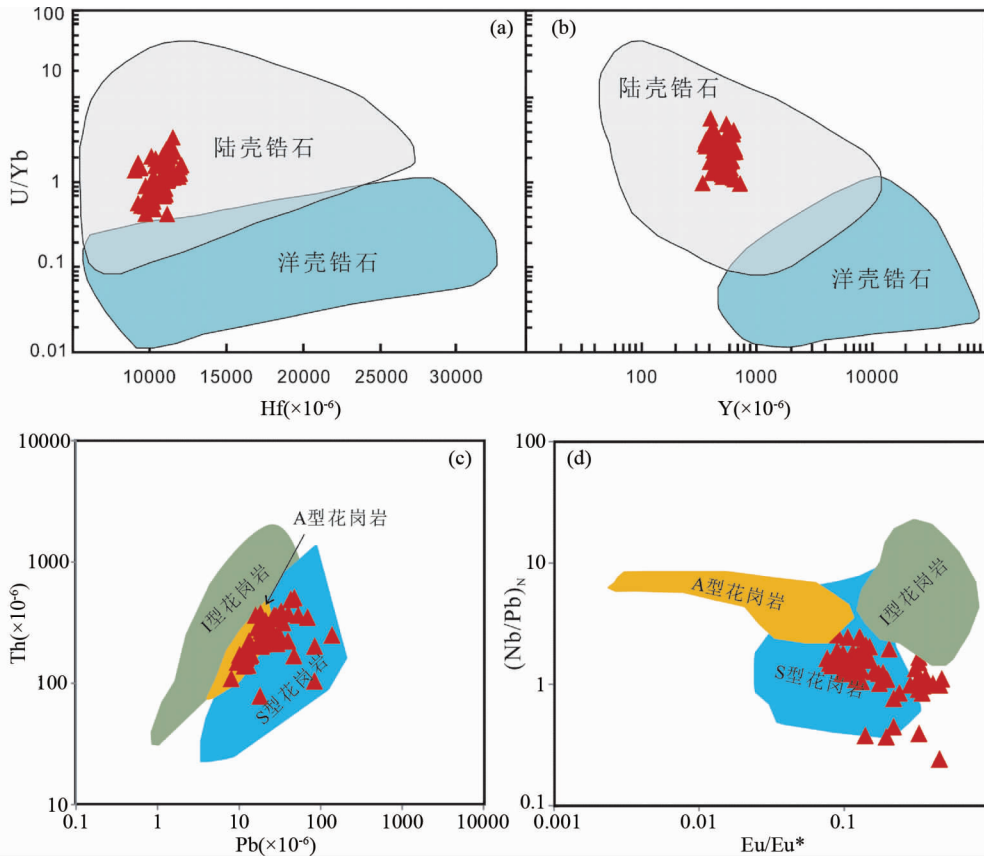 (a)
U/Yb
100
10
1
0.1
0.01
陆壳锆石
洋壳锆石
10000 15000 20000 25000 30000
Hf(×10⁻⁶)
(b)
陆壳锆石
洋壳锆石
100 1000 10000
Y(×10⁻⁶)
(c)
Th(×10⁻⁶)
10000
1000
100
10
A型花岗岩
I型花岗岩
S型花岗岩
0.1 1 10 100 10000
Pb(×10⁻⁶)
(d)
(Nb/Pb)N
100
10
1
0.1
A型花岗岩
I型花岗岩
S型花岗岩
0.001 0.01 0.1
Eu/Eu*